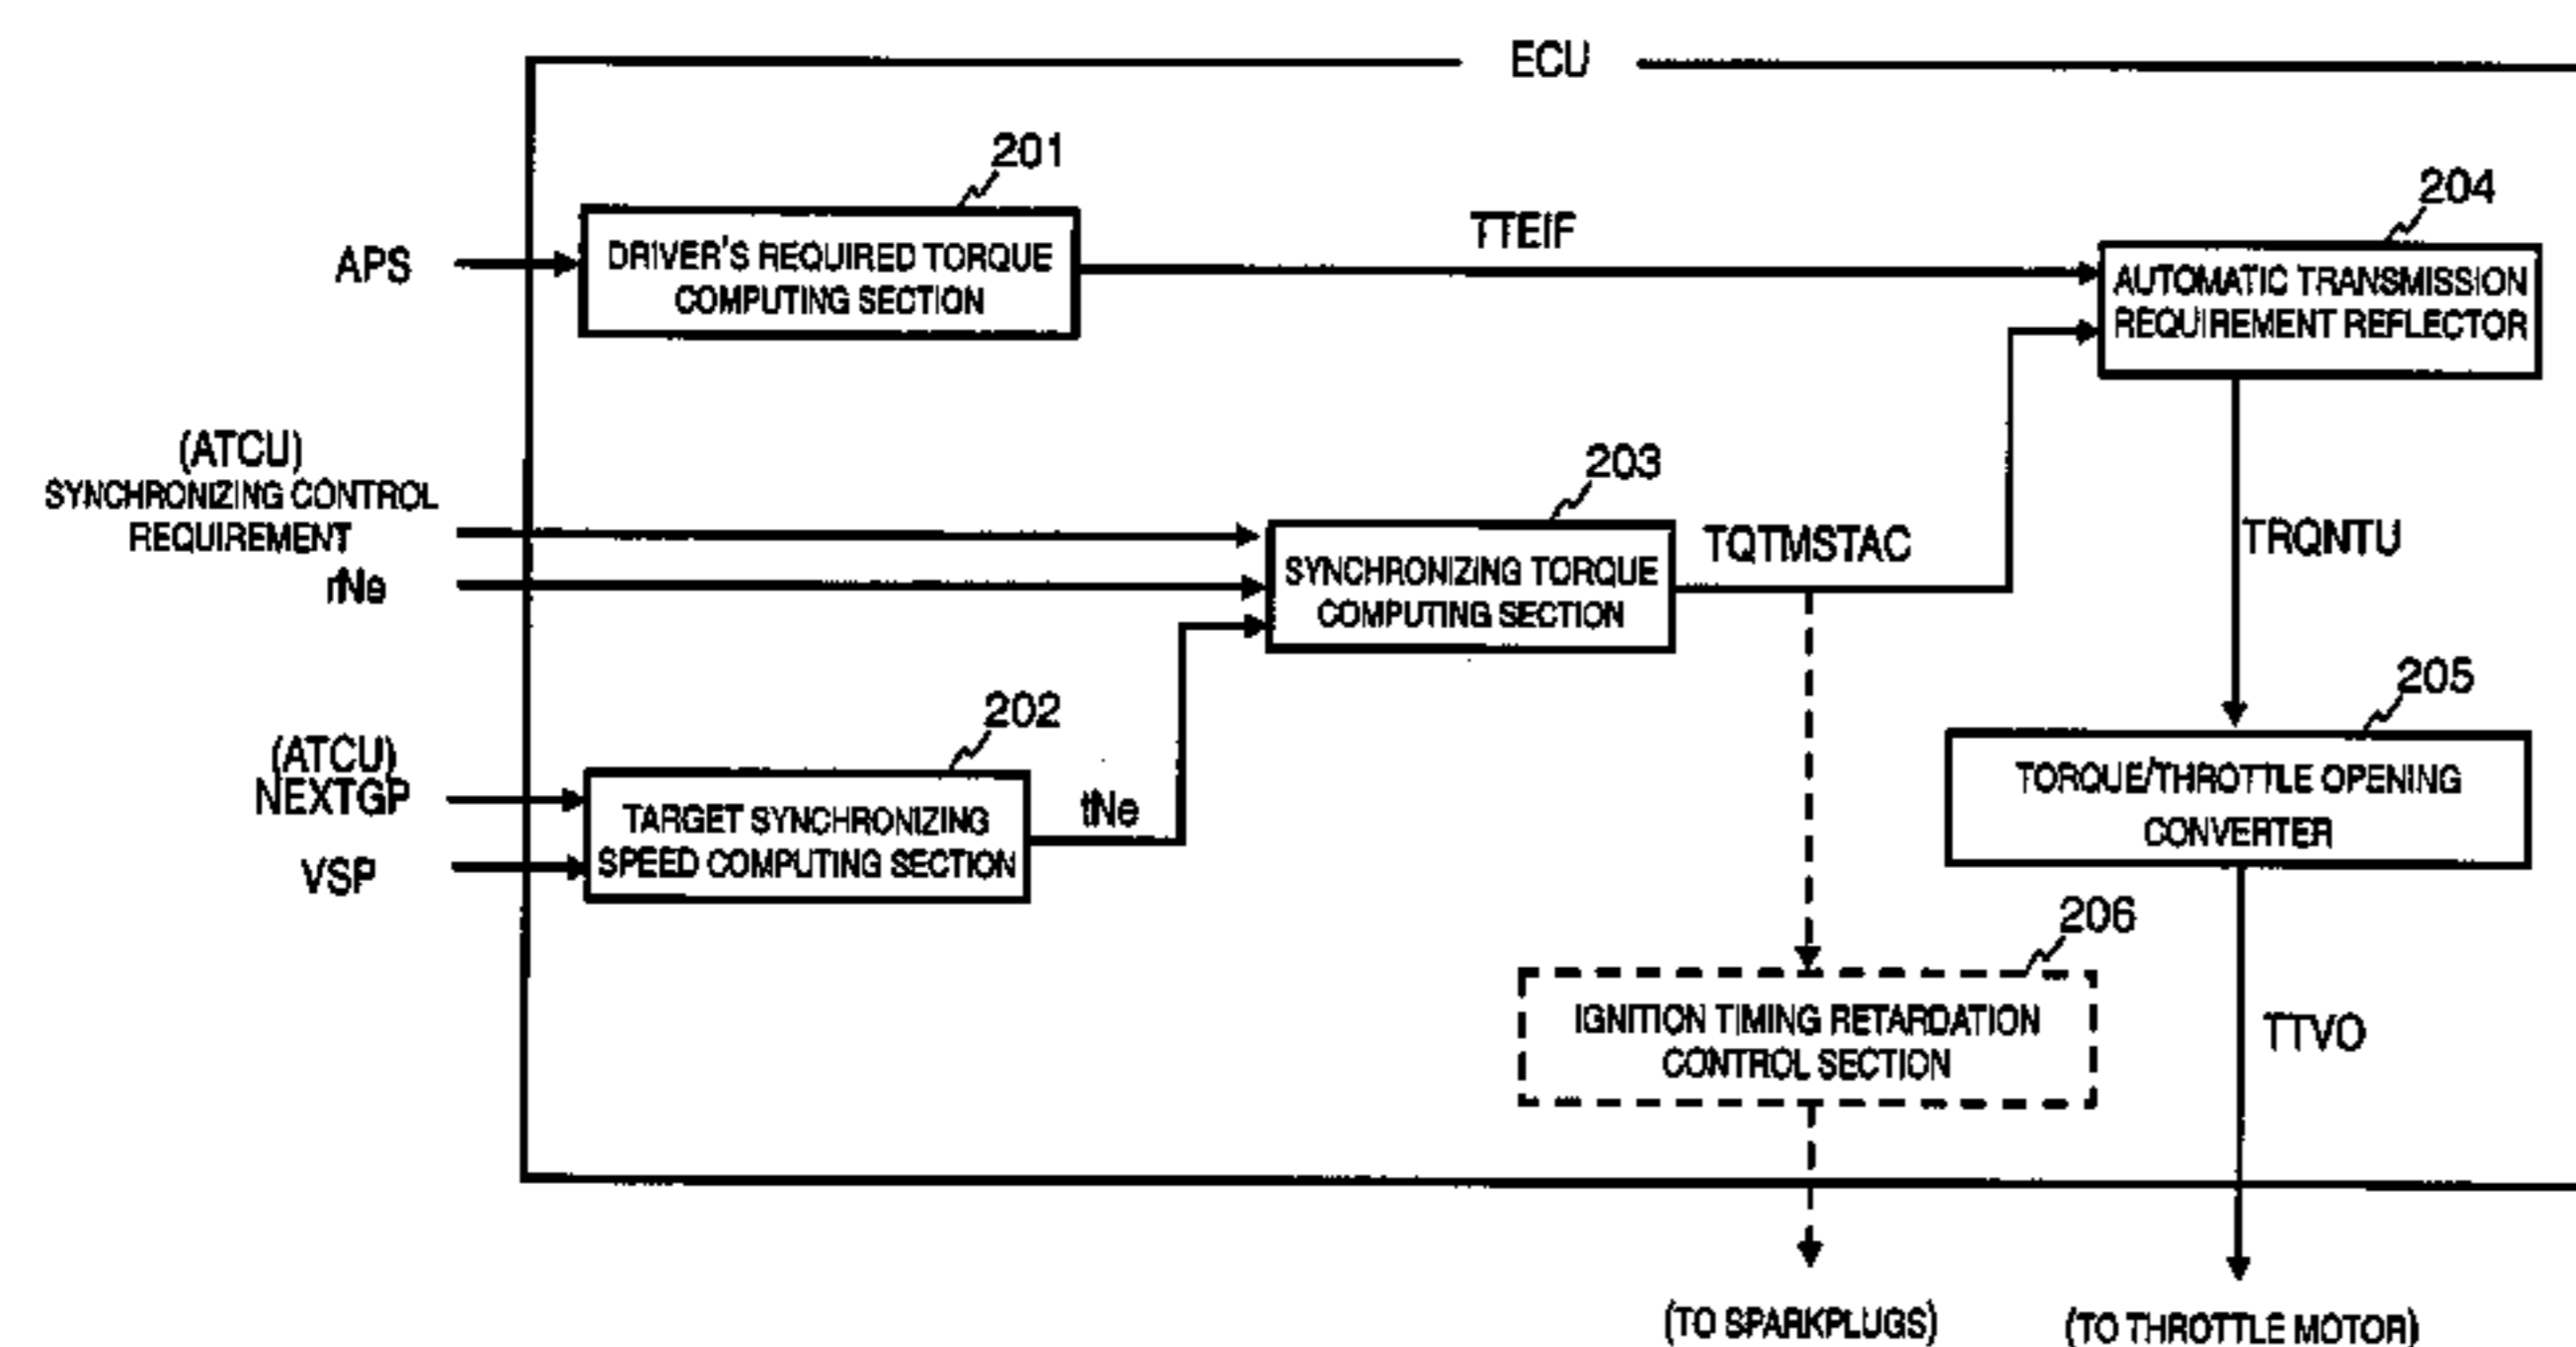 ECU
201
APS
DRIVER'S REQUIRED TORQUE
COMPUTING SECTION
TTEIF
204
AUTOMATIC TRANSMISSION
REQUIREMENT REFLECTOR
(ATCU)
SYNCHRONIZING CONTROL
REQUIREMENT
rNe
203
SYNCHRONIZING TORQUE
COMPUTING SECTION
TQTMSTAC
TRQNTU
202
(ATCU)
NEXTGP
VSP
TARGET SYNCHRONIZING
SPEED COMPUTING SECTION
tNe
205
TORQUE/THROTTLE OPENING
CONVERTER
206
IGNITION TIMING RETARDATION
CONTROL SECTION
TTVO
(TO SPARKPLUGS)
(TO THROTTLE MOTOR)